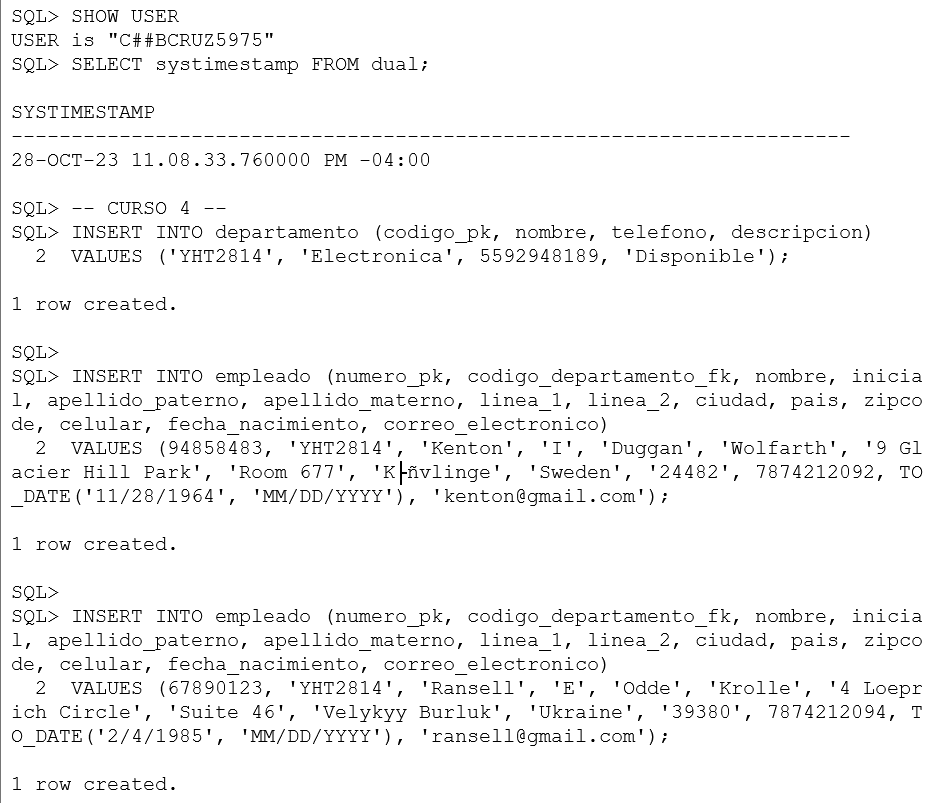 SQL> SHOW USER
USER is "C##BCRUZ5975"
SQL> SELECT systimestamp FROM dual;
SYSTIMESTAMP
----------------------------------------------------------------------
28-OCT-23 11.08.33.760000 PM -04:00
SQL> -- CURSO 4 --
SQL> INSERT INTO departamento (codigo_pk, nombre, telefono, descripcion)
  2  VALUES ('YHT2814', 'Electronica', 5592948189, 'Disponible');
1 row created.
SQL>
SQL> INSERT INTO empleado (numero_pk, codigo_departamento_fk, nombre, inicia
l, apellido_paterno, apellido_materno, linea_1, linea_2, ciudad, pais, zipco
de, celular, fecha_nacimiento, correo_electronico)
  2  VALUES (94858483, 'YHT2814', 'Kenton', 'I', 'Duggan', 'Wolfarth', '9 Gl
acier Hill Park', 'Room 677', 'K├ñvlinge', 'Sweden', '24482', 7874212092, TO
_DATE('11/28/1964', 'MM/DD/YYYY'), 'kenton@gmail.com');
1 row created.
SQL>
SQL> INSERT INTO empleado (numero_pk, codigo_departamento_fk, nombre, inicia
l, apellido_paterno, apellido_materno, linea_1, linea_2, ciudad, pais, zipco
de, celular, fecha_nacimiento, correo_electronico)
  2  VALUES (67890123, 'YHT2814', 'Ransell', 'E', 'Odde', 'Krolle', '4 Loepr
ich Circle', 'Suite 46', 'Velykyy Burluk', 'Ukraine', '39380', 7874212094, T
O_DATE('2/4/1985', 'MM/DD/YYYY'), 'ransell@gmail.com');
1 row created.